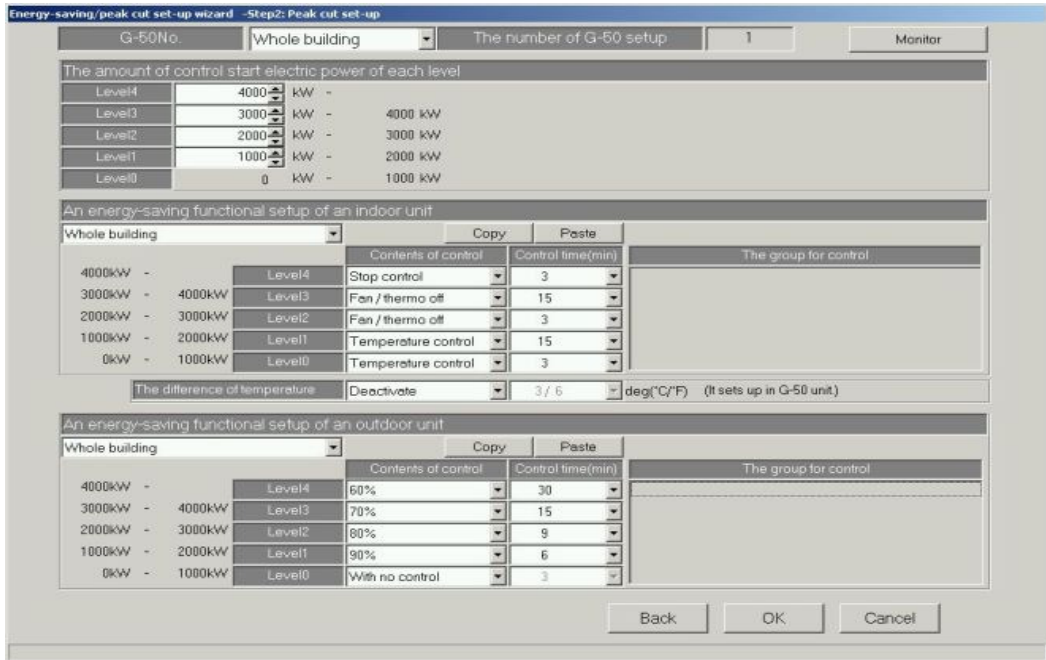 Energy-saving/peak cut set-up wizard -Step2: Peak cut set-up
G-50No. Whole building The number of G-50 setup 1 Monitor
The amount of control start electric power of each level
Level4 4000 kW -
Level3 3000 kW - 4000 kW
Level2 2000 kW - 3000 kW
Level1 1000 kW - 2000 kW
Level0 0 kW - 1000 kW
An energy-saving functional setup of an indoor unit
Whole building Copy Paste
Contents of control Control time(min) The group for control
4000kW - Level4 Stop control 3
3000kW - 4000kW Level3 Fan / thermo off 15
2000kW - 3000kW Level2 Fan / thermo off 3
1000kW - 2000kW Level1 Temperature control 15
0kW - 1000kW Level0 Temperature control 3
The difference of temperature Deactivate 3 / 6 deg(°C/°F) (It sets up in G-50 unit.)
An energy-saving functional setup of an outdoor unit
Whole building Copy Paste
Contents of control Control time(min) The group for control
4000kW - Level4 60% 30
3000kW - 4000kW Level3 70% 15
2000kW - 3000kW Level2 80% 9
1000kW - 2000kW Level1 90% 6
0kW - 1000kW Level0 With no control 3
Back OK Cancel